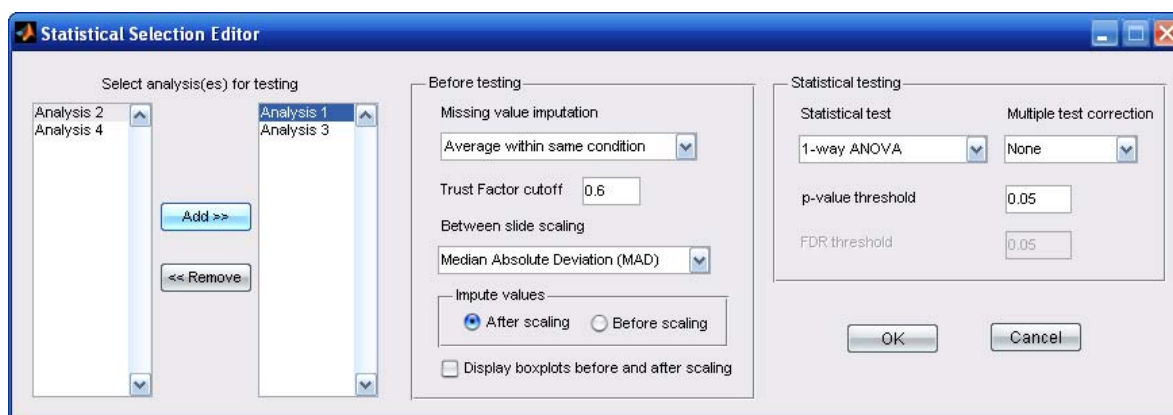 Statistical Selection Editor
Select analysis(es) for testing
Analysis 2
Analysis 4
Add >>
<< Remove
Analysis 1
Analysis 3
Before testing
Missing value imputation
Average within same condition
Trust Factor cutoff 0.6
Between slide scaling
Median Absolute Deviation (MAD)
Impute values
After scaling Before scaling
Display boxplots before and after scaling
Statistical testing
Statistical test Multiple test correction
1-way ANOVA None
p-value threshold 0.05
FDR threshold 0.05
OK Cancel